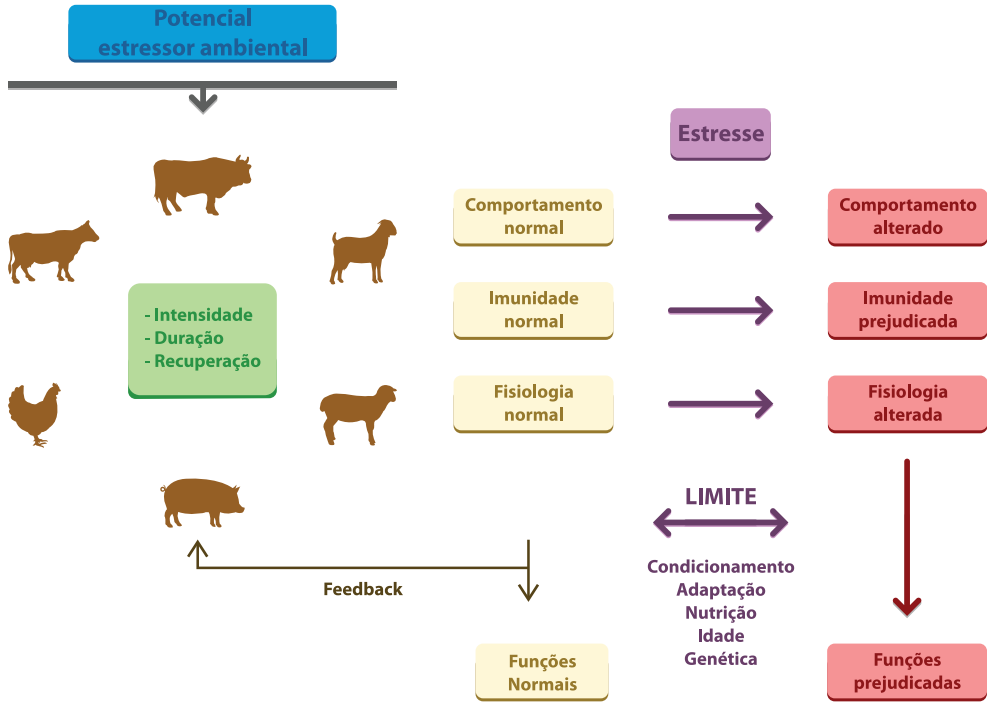 Potencial
estressor ambiental
- Intensidade
- Duração
- Recuperação
Feedback
Comportamento
normal
Imunidade
normal
Fisiologia
normal
Funções
Normais
Estresse
LIMITE
Condicionamento
Adaptação
Nutrição
Idade
Genética
Comportamento
alterado
Imunidade
prejudicada
Fisiologia
alterada
Funções
prejudicadas